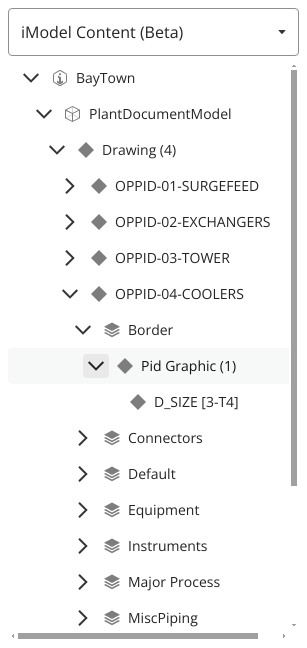 iModel Content (Beta)
BayTown
PlantDocumentModel
Drawing (4)
OPPID-01-SURGEFEED
OPPID-02-EXCHANGERS
OPPID-03-TOWER
OPPID-04-COOLERS
Border
Pid Graphic (1)
D_SIZE [3-T4]
Connectors
Default
Equipment
Instruments
Major Process
MiscPiping